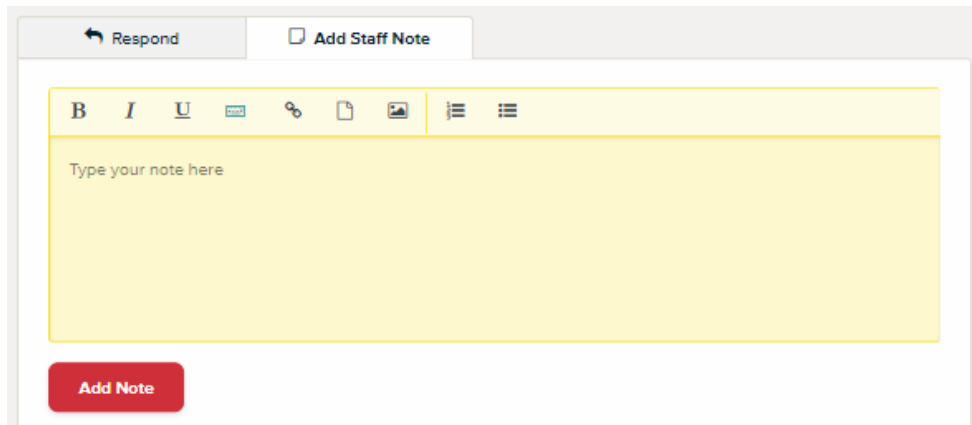 Respond
Add Staff Note
B I U
Type your note here
Add Note